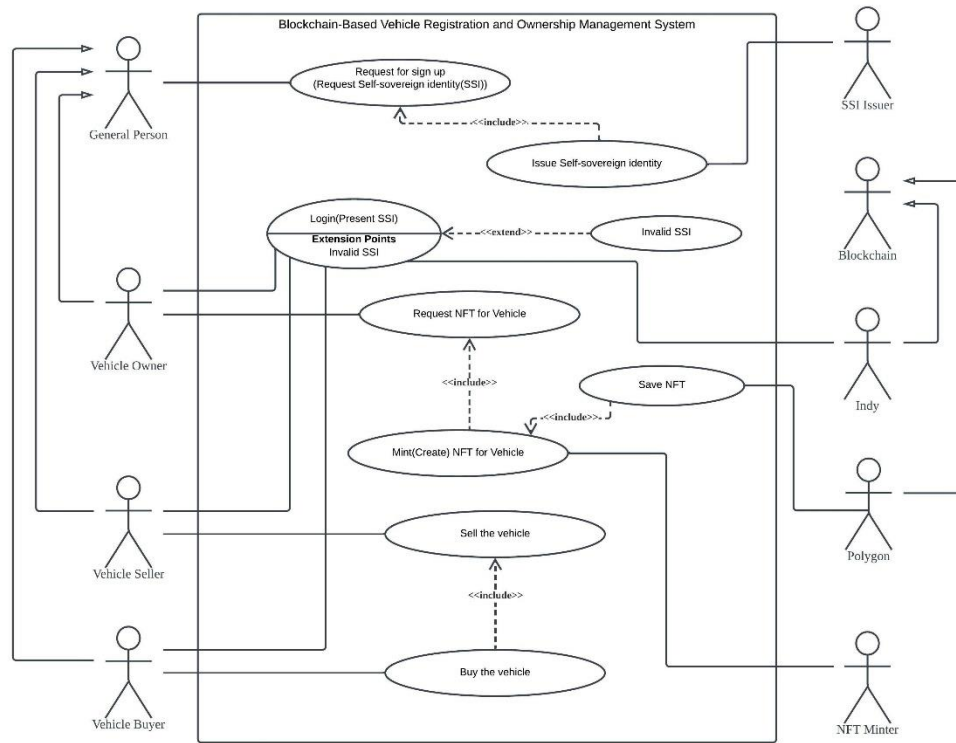 Blockchain-Based Vehicle Registration and Ownership Management System
General Person
Request for sign up
(Request Self-sovereign identity(SSI))
SSI Issuer
<<include>>
Issue Self-sovereign identity
Login(Present SSI)
Extension Points
Invalid SSI
<<extend>>
Invalid SSI
Blockchain
Vehicle Owner
Request NFT for Vehicle
Indy
<<include>>
Save NFT
<<include>>
Mint(Create) NFT for Vehicle
Polygon
Vehicle Seller
Sell the vehicle
<<include>>
Vehicle Buyer
Buy the vehicle
NFT Minter